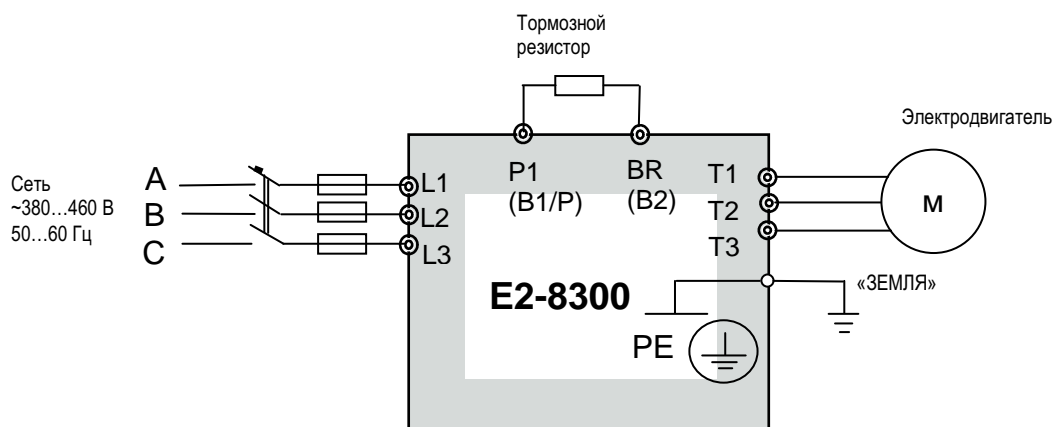 Тормозной
резистор
Электродвигатель
Сеть
~380...460 В
50...60 Гц
A
B
C
L1
L2
L3
P1
(B1/P)
BR
(B2)
T1
T2
T3
М
E2-8300
«ЗЕМЛЯ»
PE